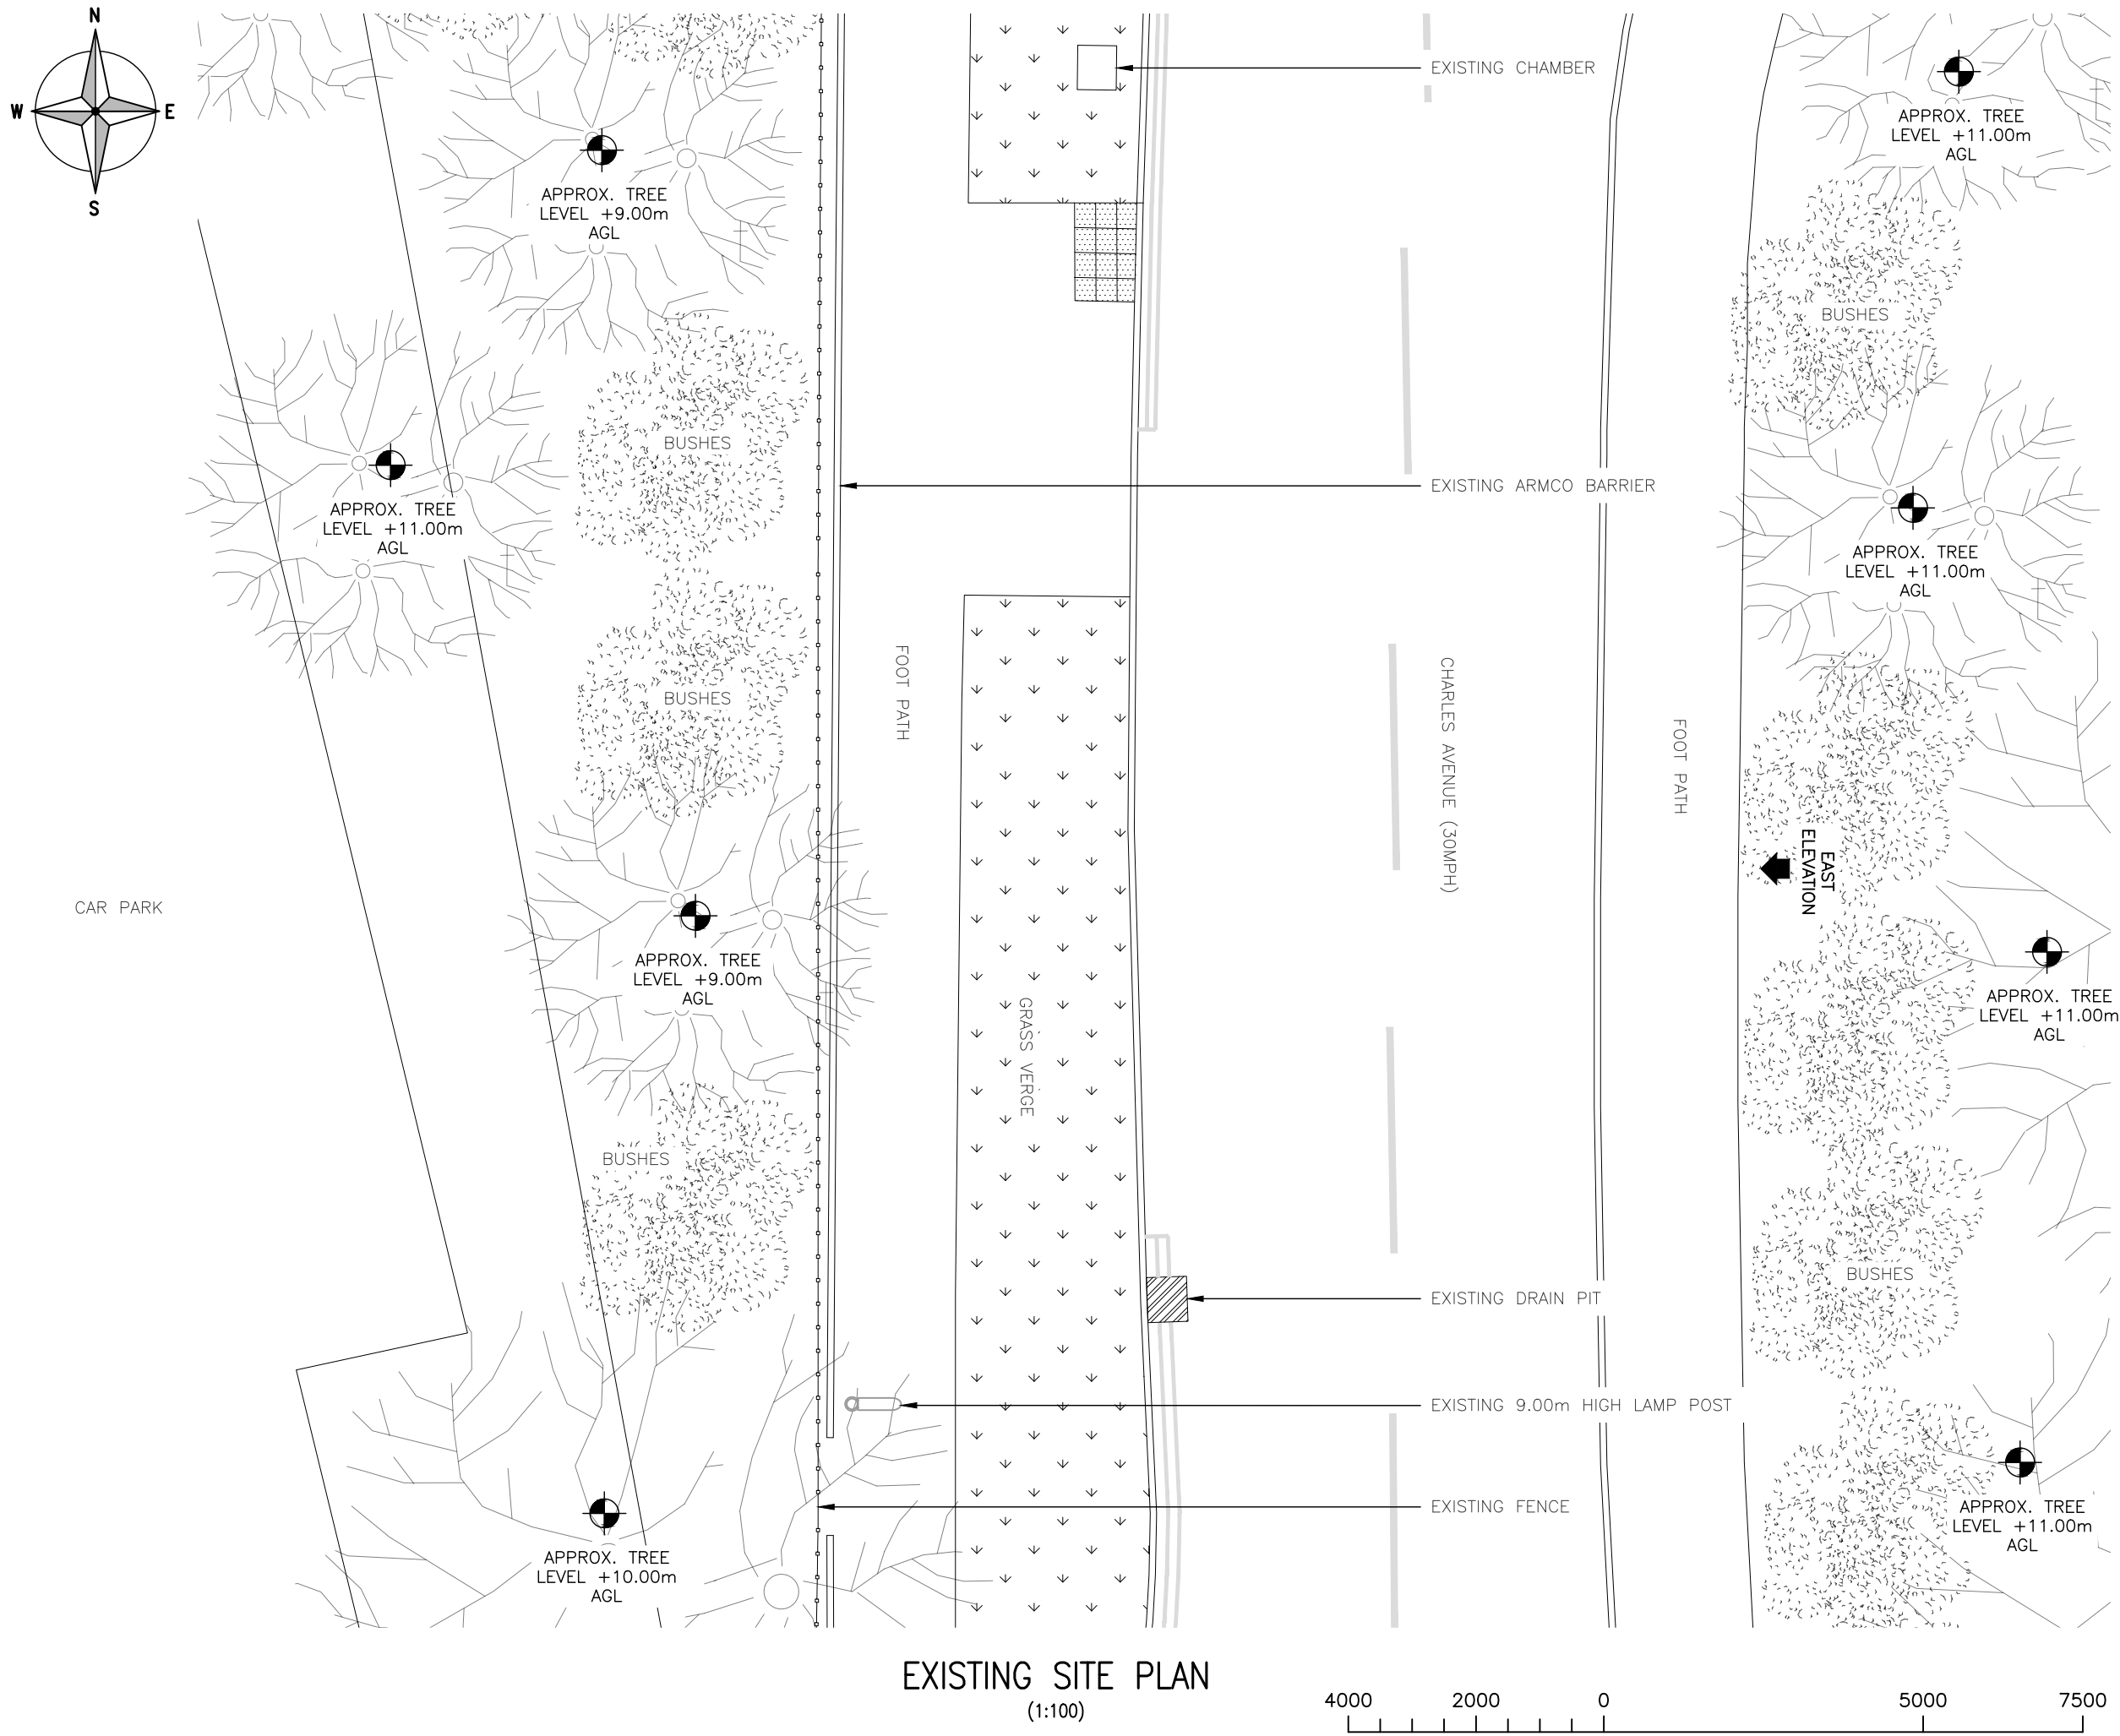 N
W
E
S
EXISTING CHAMBER
APPROX. TREE
LEVEL +11.00m
AGL
APPROX. TREE
LEVEL +9.00m
AGL
BUSHES
BUSHES
EXISTING ARMCO BARRIER
APPROX. TREE
LEVEL +11.00m
AGL
APPROX. TREE
LEVEL +11.00m
AGL
BUSHES
FOOT PATH
CHARLES AVENUE (30MPH)
FOOT PATH
EAST
ELEVATION
CAR PARK
APPROX. TREE
LEVEL +9.00m
AGL
APPROX. TREE
LEVEL +11.00m
AGL
GRASS VERGE
BUSHES
BUSHES
EXISTING DRAIN PIT
EXISTING 9.00m HIGH LAMP POST
EXISTING FENCE
APPROX. TREE
LEVEL +11.00m
AGL
APPROX. TREE
LEVEL +10.00m
AGL
EXISTING SITE PLAN
(1:100)
4000 2000 0 5000 7500